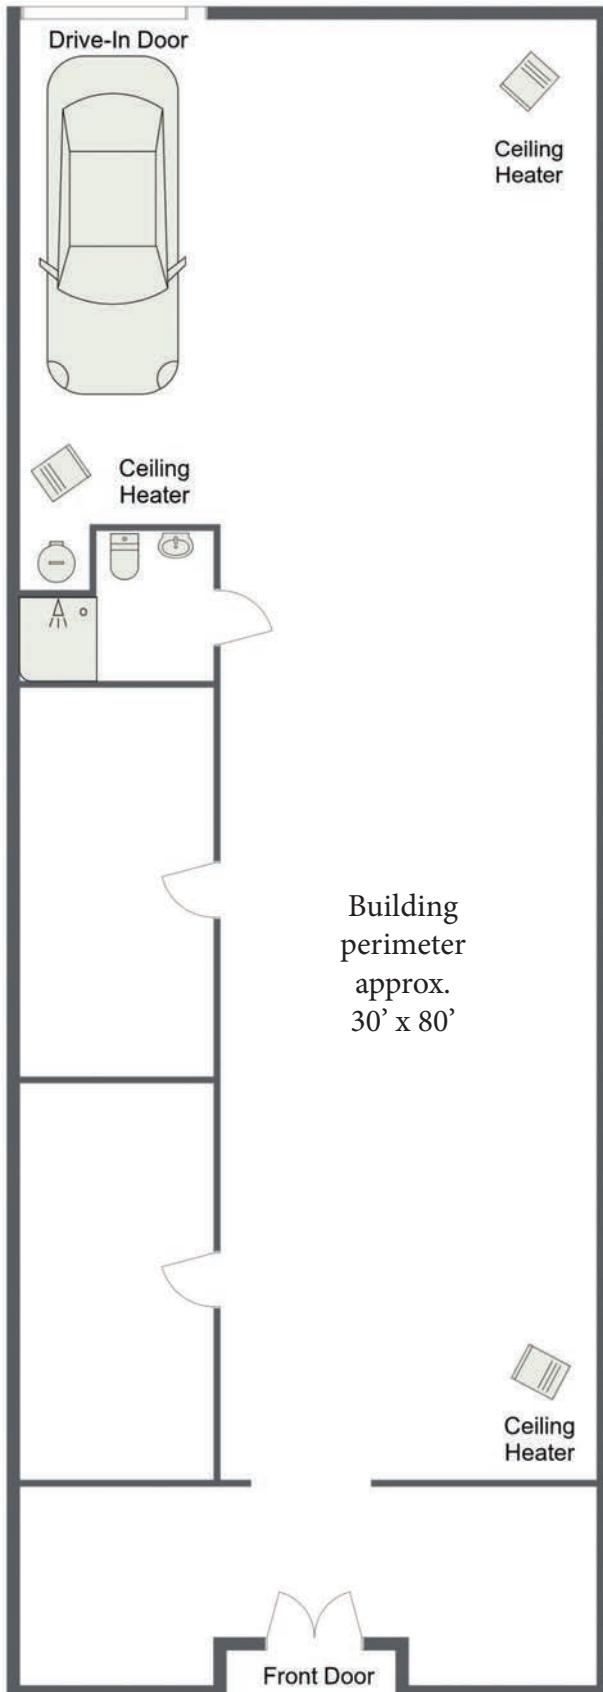 Drive-In Door
Ceiling
Heater
Ceiling
Heater
Building
perimeter
approx.
30’ x 80’
Ceiling
Heater
Front Door